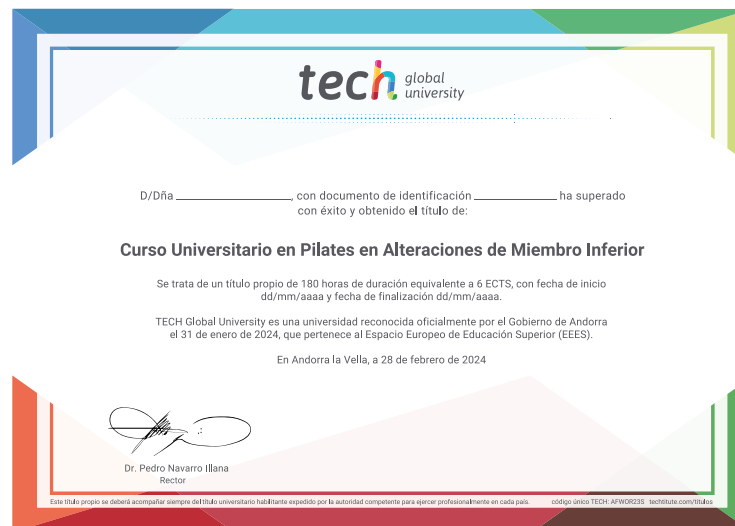 tech global university
D/Dña ______________, con documento de identificación __________ ha superado
con éxito y obtenido el título de:
Curso Universitario en Pilates en Alteraciones de Miembro Inferior
Se trata de un título propio de 180 horas de duración equivalente a 6 ECTS, con fecha de inicio
dd/mm/aaaa y fecha de finalización dd/mm/aaaa.
TECH Global University es una universidad reconocida oficialmente por el Gobierno de Andorra
el 31 de enero de 2024, que pertenece al Espacio Europeo de Educación Superior (EEES).
En Andorra la Vella, a 28 de febrero de 2024
Dr. Pedro Navarro Illana
Rector
Este título propio se deberá acompañar siempre del título universitario habilitante expedido por la autoridad competente para ejercer profesionalmente en cada país. código único TECH: AFWOR23S techtitute.com/titulos